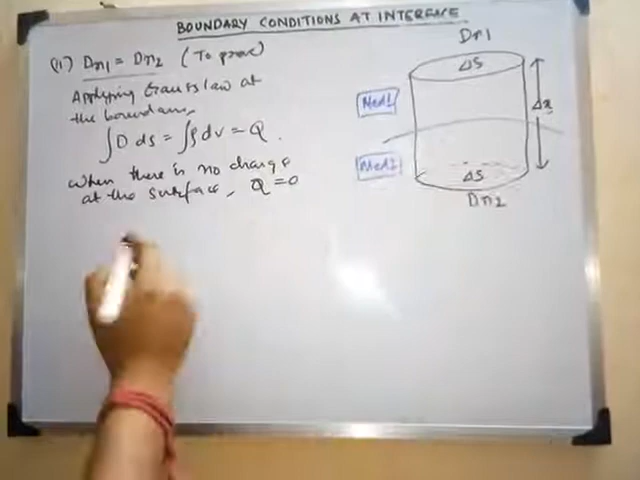 BOUNDARY CONDITIONS AT INTERFACE
(1) Dn1 = Dn2 (To prove)
Applying Gauss law at
the boundary,
∫D ds = ∫ρ dv = Q.
When there is no charge
at the surface, Q = 0
Dn1
ΔS
Med1
Δx
Med2
ΔS
Dn2